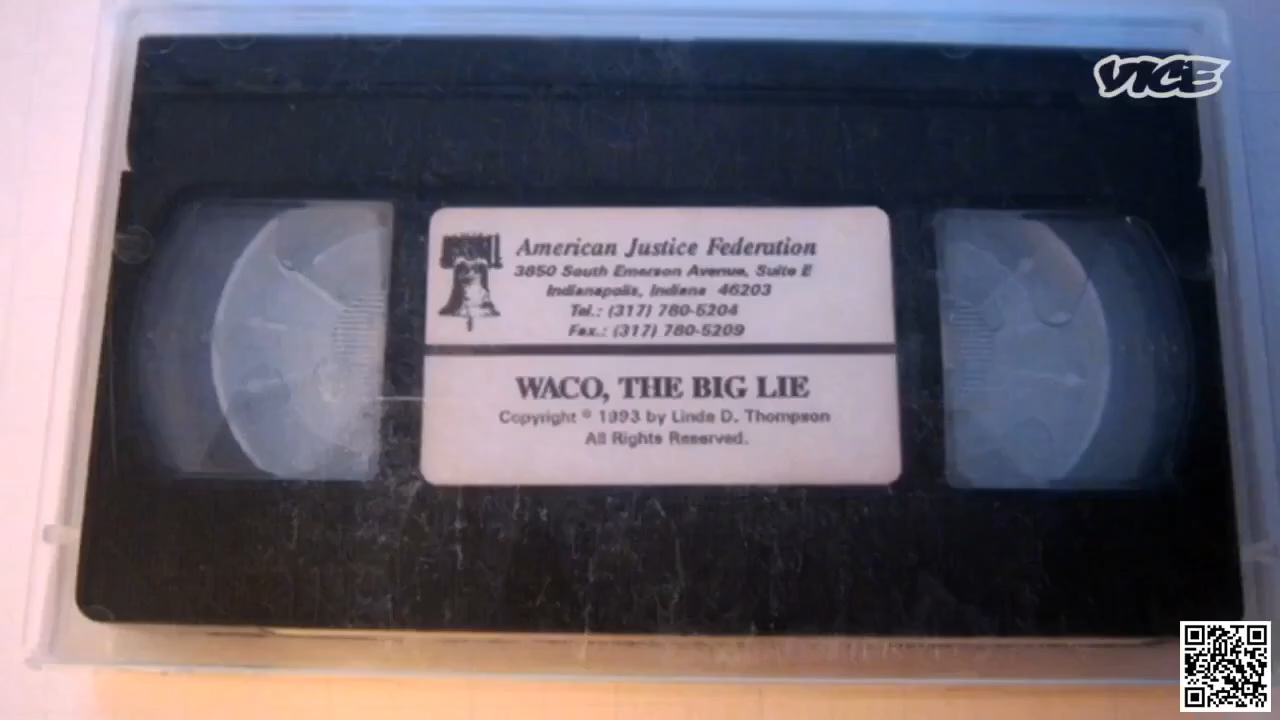 VICE
American Justice Federation
3850 South Emerson Avenue, Suite E
Indianapolis, Indiana 46203
Tel.: (317) 780-5204
Fax.: (317) 780-5209
WACO, THE BIG LIE
Copyright © 1993 by Linda D. Thompson
All Rights Reserved.